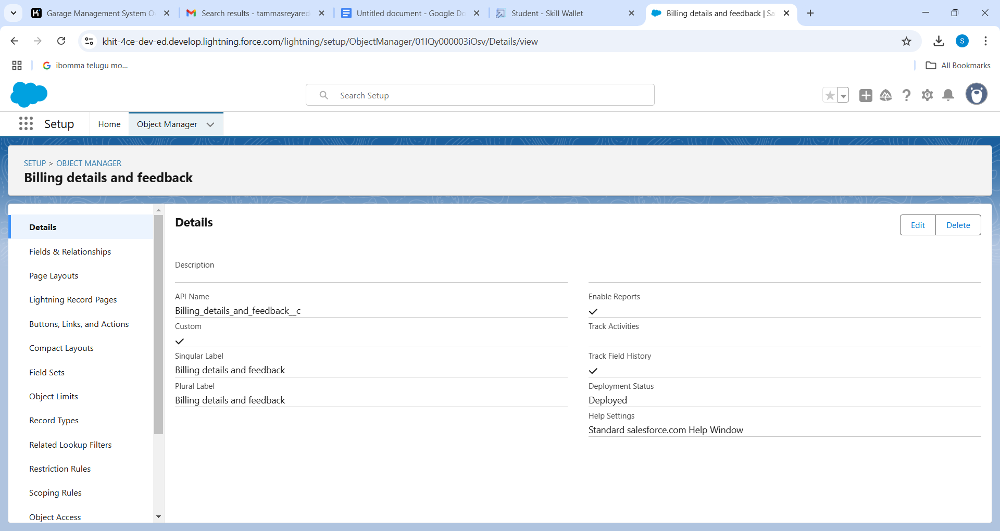 Garage Management System O
Search results - tammasreyared
Untitled document - Google Do
Student - Skill Wallet
Billing details and feedback | Sa
khit-4ce-dev-ed.develop.lightning.force.com/lightning/setup/ObjectManager/01IQy000003iOsv/Details/view
S
ibomma telugu mo...
All Bookmarks
Search Setup
Setup
Home
Object Manager
SETUP > OBJECT MANAGER
Billing details and feedback
Details
Fields & Relationships
Page Layouts
Lightning Record Pages
Buttons, Links, and Actions
Compact Layouts
Field Sets
Object Limits
Record Types
Related Lookup Filters
Restriction Rules
Scoping Rules
Object Access
Details
Edit
Delete
Description
API Name
Billing_details_and_feedback__c
Custom
Singular Label
Billing details and feedback
Plural Label
Billing details and feedback
Enable Reports
Track Activities
Track Field History
Deployment Status
Deployed
Help Settings
Standard salesforce.com Help Window